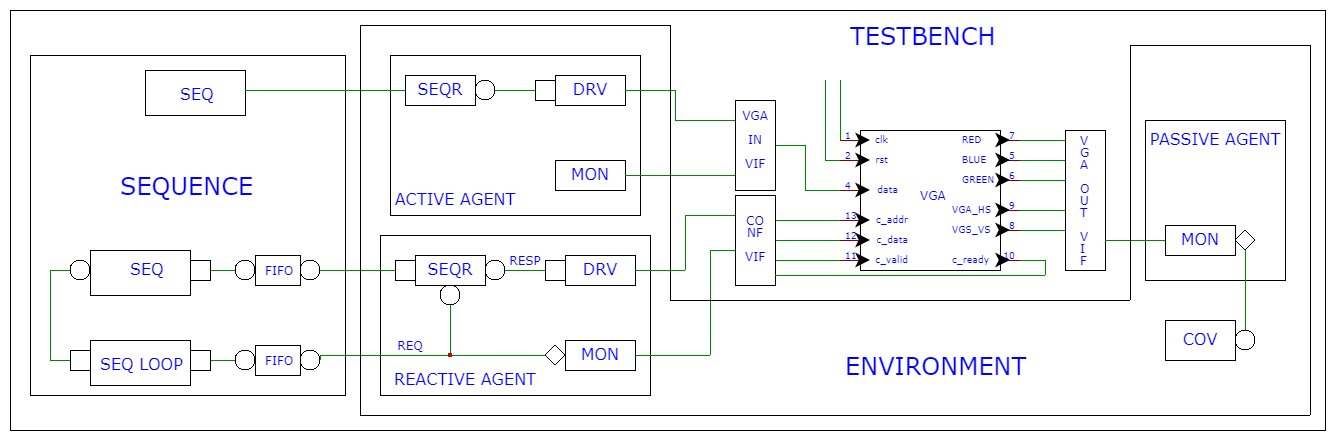 TESTBENCH
SEQ
SEQR
DRV
MON
ACTIVE AGENT
SEQUENCE
VGA
IN
VIF
1
clk
2
rst
4
data
VGA
13
c_addr
12
c_data
11
c_valid
RED
7
BLUE
5
GREEN
6
VGA_HS
9
VGS_VS
8
c_ready
10
V
G
A
O
U
T
V
I
F
PASSIVE AGENT
MON
COV
CO
NF
VIF
SEQ
FIFO
SEQR
RESP
DRV
SEQ LOOP
FIFO
REQ
MON
REACTIVE AGENT
ENVIRONMENT